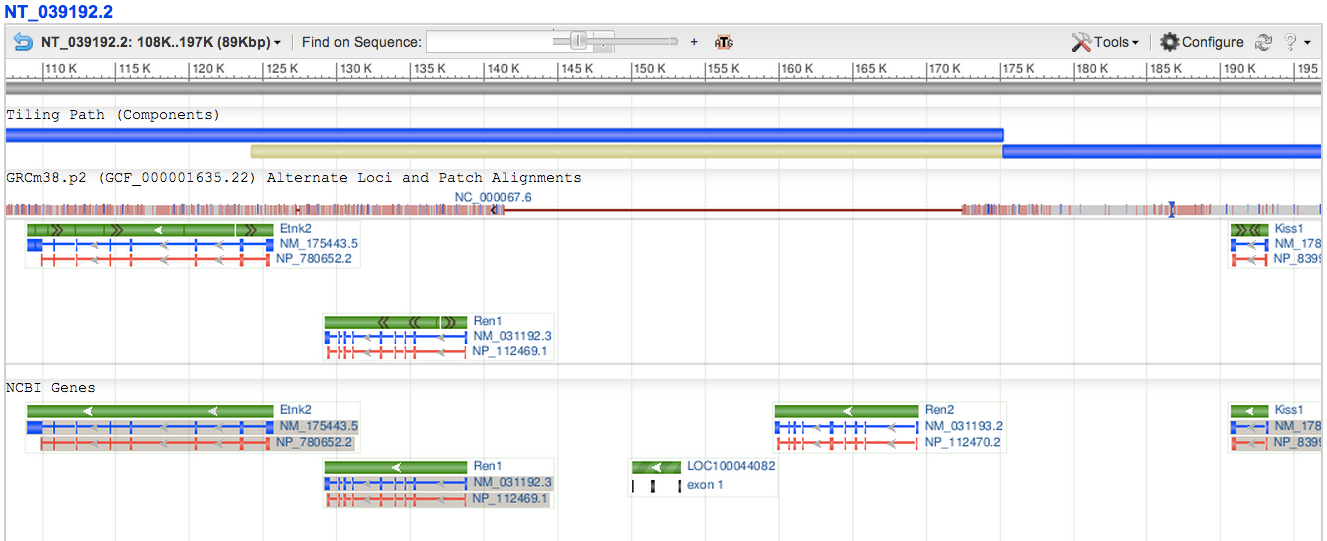 NT_039192.2
NT_039192.2: 108K..197K (89Kbp) Find on Sequence: + ATG Tools Configure ?
110 K 115 K 120 K 125 K 130 K 135 K 140 K 145 K 150 K 155 K 160 K 165 K 170 K 175 K 180 K 185 K 190 K 195
Tiling Path (Components)
GRCm38.p2 (GCF_000001635.22) Alternate Loci and Patch Alignments
NC_000067.6
Etnk2 Kiss1
NM_175443.5 NM_178
NP_780652.2 NP_839
Ren1
NM_031192.3
NP_112469.1
NCBI Genes
Etnk2 Ren2 Kiss1
NM_175443.5 NM_031193.2 NM_178
NP_780652.2 NP_112470.2 NP_839
Ren1 LOC100044082
NM_031192.3 exon 1
NP_112469.1